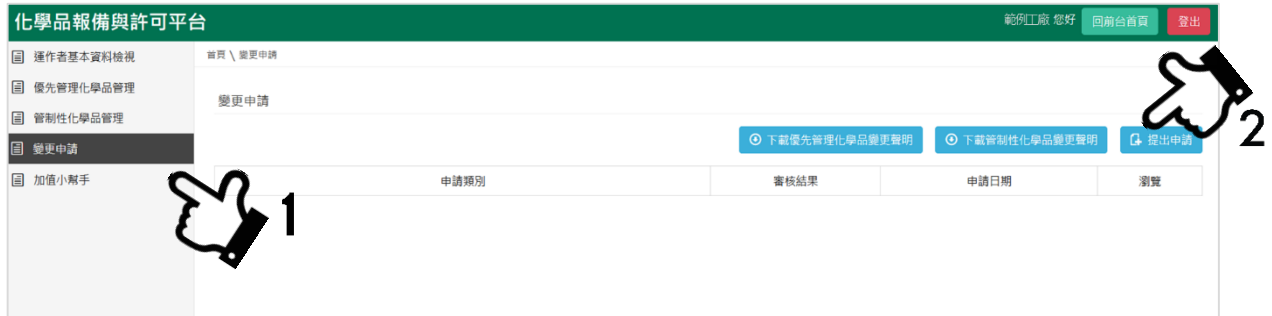 化學品報備與許可平台
範例工廠 您好
回前台首頁
登出
運作者基本資料檢視
優先管理化學品管理
管制性化學品管理
變更申請
加值小幫手
首頁 \ 變更申請
變更申請
下載優先管理化學品變更聲明
下載管制性化學品變更聲明
提出申請
申請類別 審核結果 申請日期 瀏覽
1
2